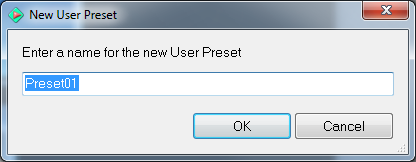 New User Preset
Enter a name for the new User Preset
Preset01
OK
Cancel